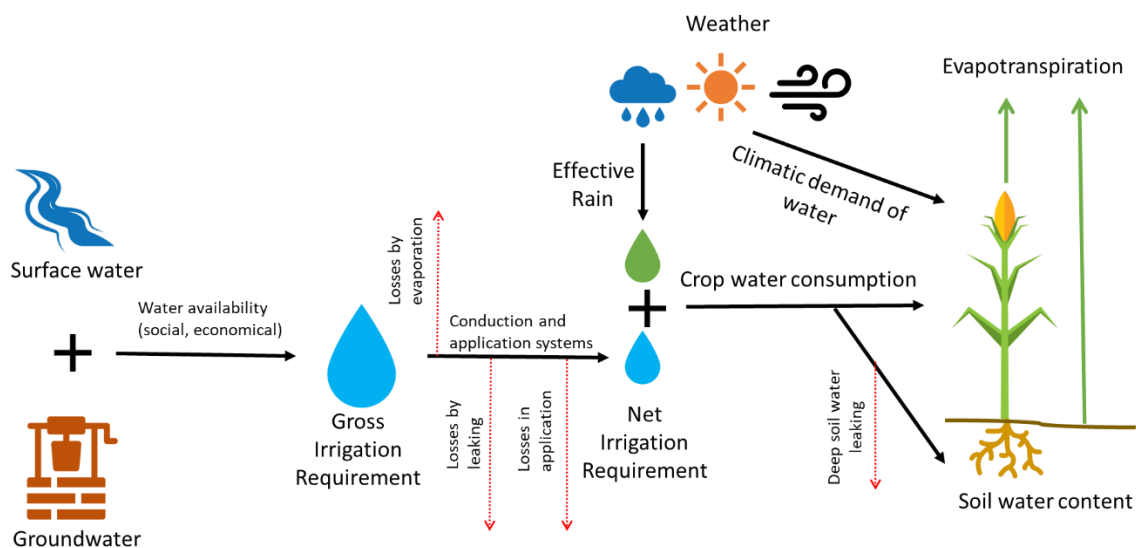 Weather
Evapotranspiration
Effective
Rain
Climatic demand of
water
Surface water
Water availability
(social, economical)
Losses by
evaporation
Conduction and
application systems
Crop water consumption
Gross
Irrigation
Requirement
Losses by
leaking
Losses in
application
Net
Irrigation
Requirement
Deep soil water
leaking
Soil water content
Groundwater